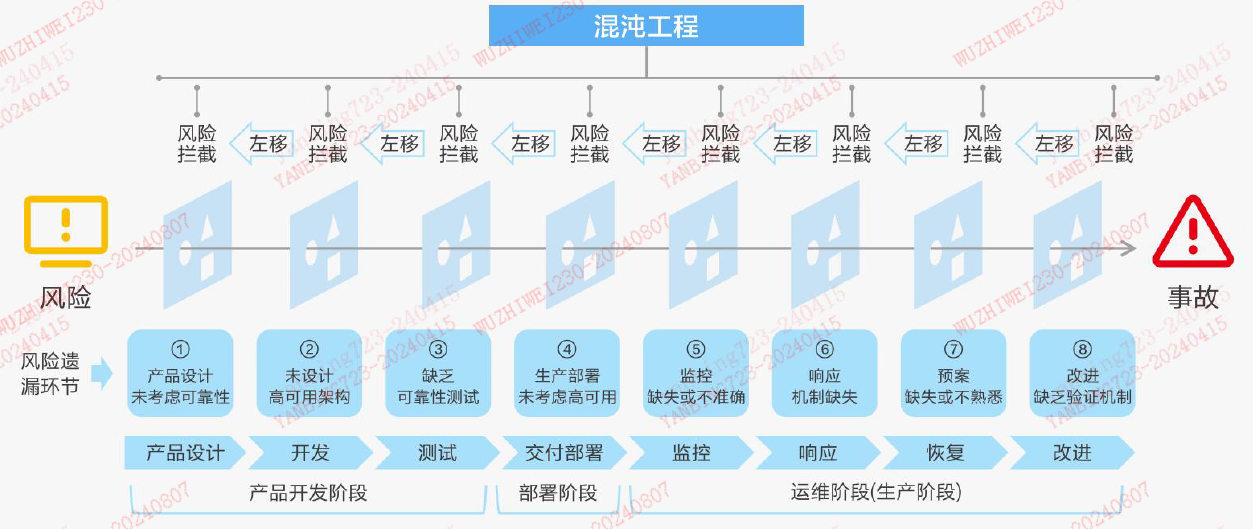 混沌工程
风险
拦截
左移
风险
拦截
左移
风险
拦截
左移
风险
拦截
左移
风险
拦截
左移
风险
拦截
左移
风险
拦截
左移
风险
拦截
风险
事故
风险遗
漏环节
①
产品设计
未考虑可靠性
②
未设计
高可用架构
③
缺乏
可靠性测试
④
生产部署
未考虑高可用
⑤
监控
缺失或不准确
⑥
响应
机制缺失
⑦
预案
缺失或不熟悉
⑧
改进
缺乏验证机制
产品设计
开发
测试
交付部署
监控
响应
恢复
改进
产品开发阶段
部署阶段
运维阶段(生产阶段)
WUZHIWEI230-20240807
YANBING723-20240415